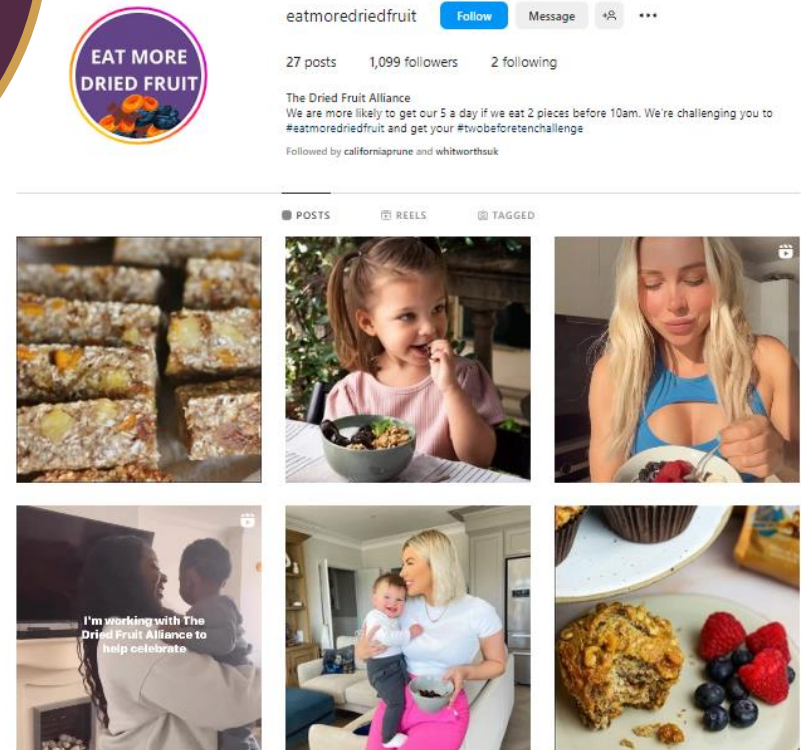 EAT MORE
DRIED FRUIT
eatmoredriedfruit Follow Message
27 posts 1,099 followers 2 following
The Dried Fruit Alliance
We are more likely to get our 5 a day if we eat 2 pieces before 10am. We're challenging you to
#eatmoredriedfruit and get your #twobeforetenchallenge
Followed by californiaprune and whitworthsuk
POSTS REELS TAGGED
I'm working with The
Dried Fruit Alliance to
help celebrate